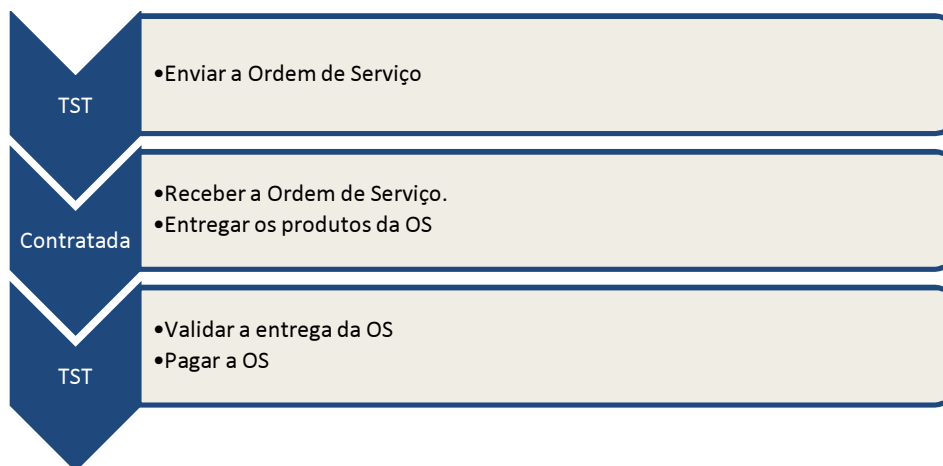 TST
•Enviar a Ordem de Serviço
Contratada
•Receber a Ordem de Serviço.
•Entregar os produtos da OS
TST
•Validar a entrega da OS
•Pagar a OS